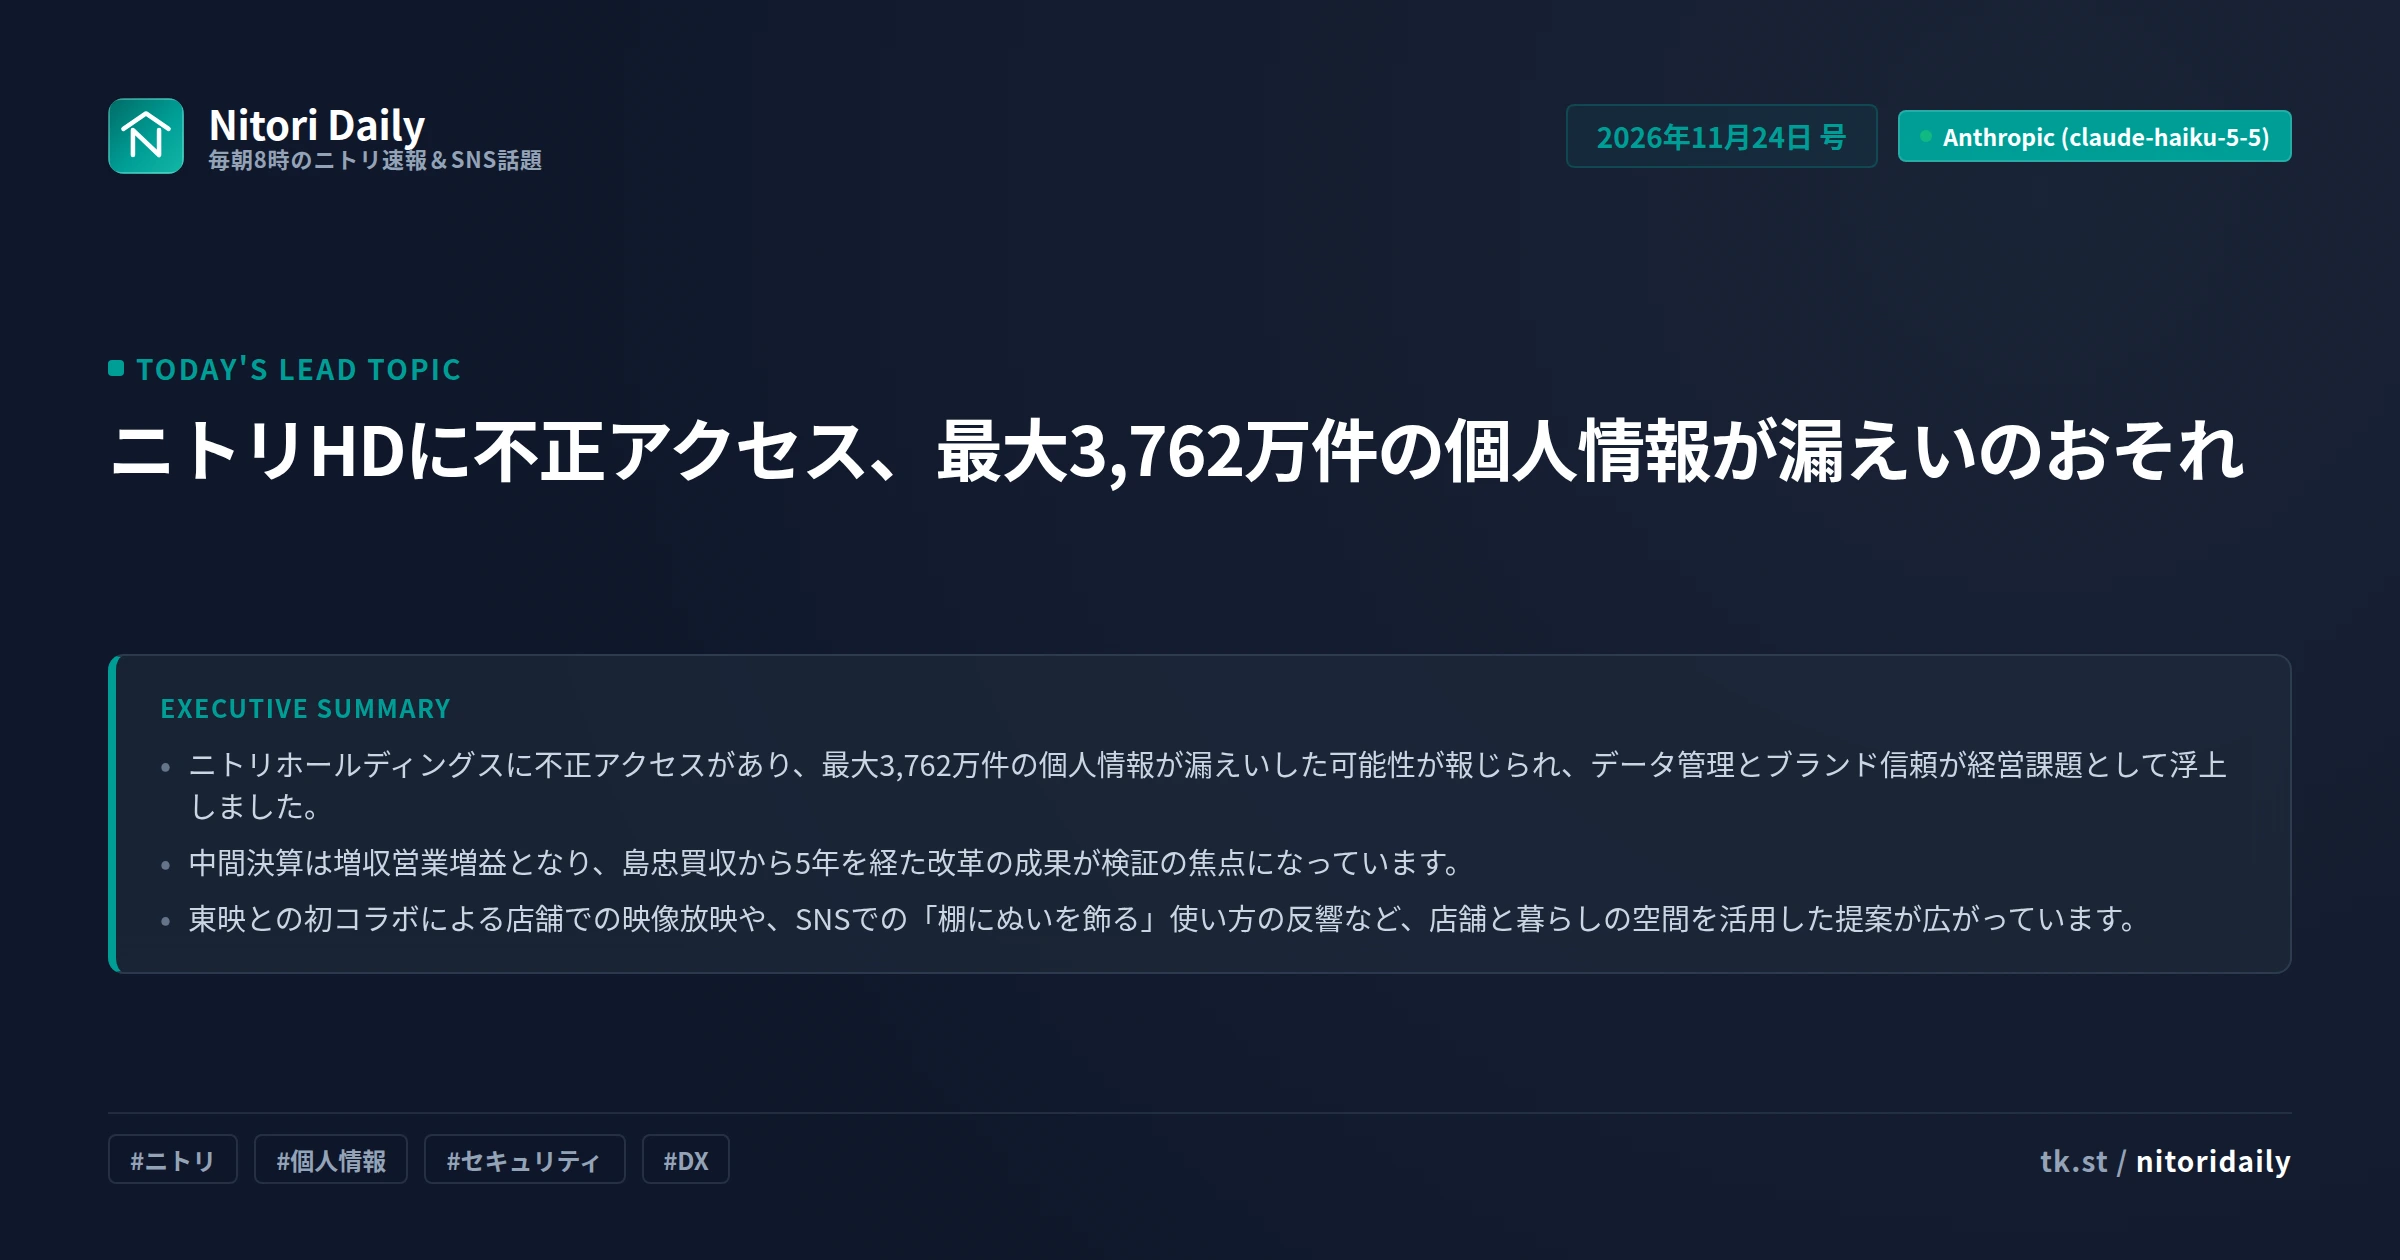 Nitori Daily
毎朝8時のニトリ速報＆SNS話題
2026年11月24日 号
Anthropic (claude-haiku-5-5)
TODAY'S LEAD TOPIC
ニトリHDに不正アクセス、最大3,762万件の個人情報が漏えいのおそれ
EXECUTIVE SUMMARY
• ニトリホールディングスに不正アクセスがあり、最大3,762万件の個人情報が漏えいした可能性が報じられ、データ管理とブランド信頼が経営課題として浮上
しました。
• 中間決算は増収営業増益となり、島忠買収から5年を経た改革の成果が検証の焦点になっています。
• 東映との初コラボによる店舗での映像放映や、SNSでの「棚にぬいを飾る」使い方の反響など、店舗と暮らしの空間を活用した提案が広がっています。
#ニトリ
#個人情報
#セキュリティ
#DX
tk.st / nitoridaily